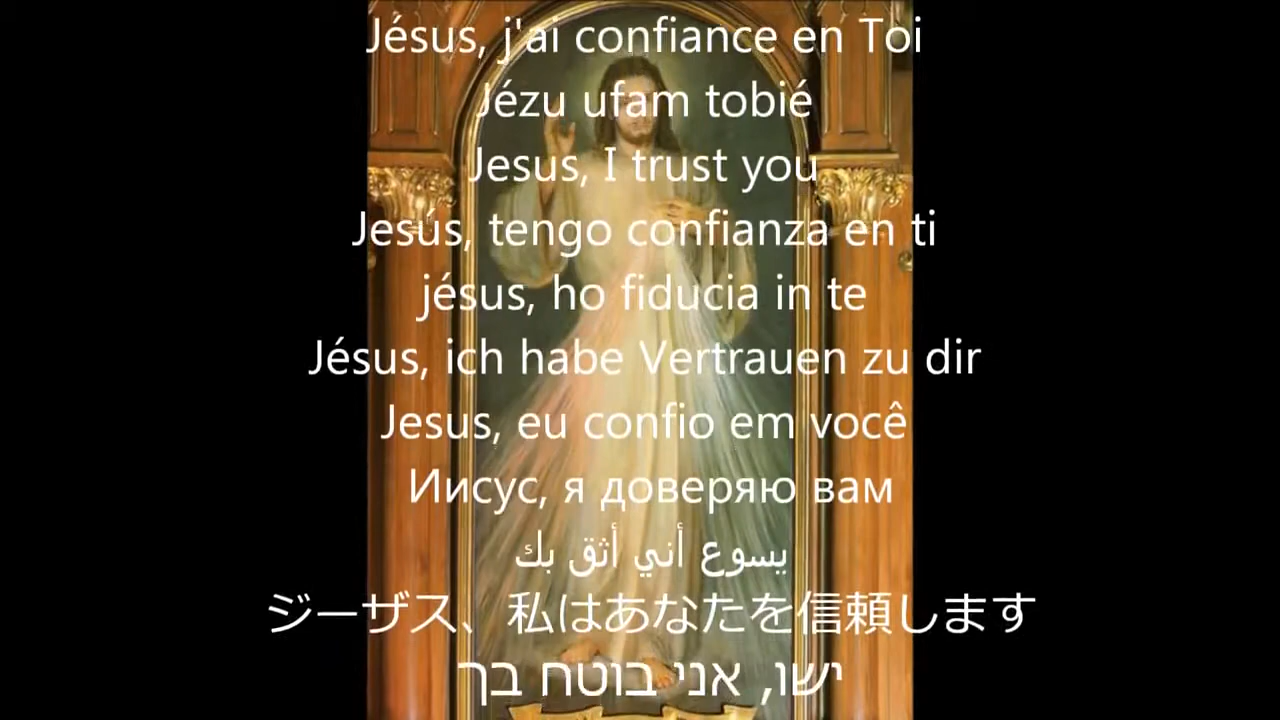 Jésus, j'ai confiance en Toi
Jézu ufam tobié
Jesus, I trust you
Jesús, tengo confianza en ti
jésus, ho fiducia in te
Jésus, ich habe Vertrauen zu dir
Jesus, eu confio em você
Иисус, я доверяю вам
يسوع أني أثق بك
ジーザス、私はあなたを信頼します
ישו, אני בוטח בך